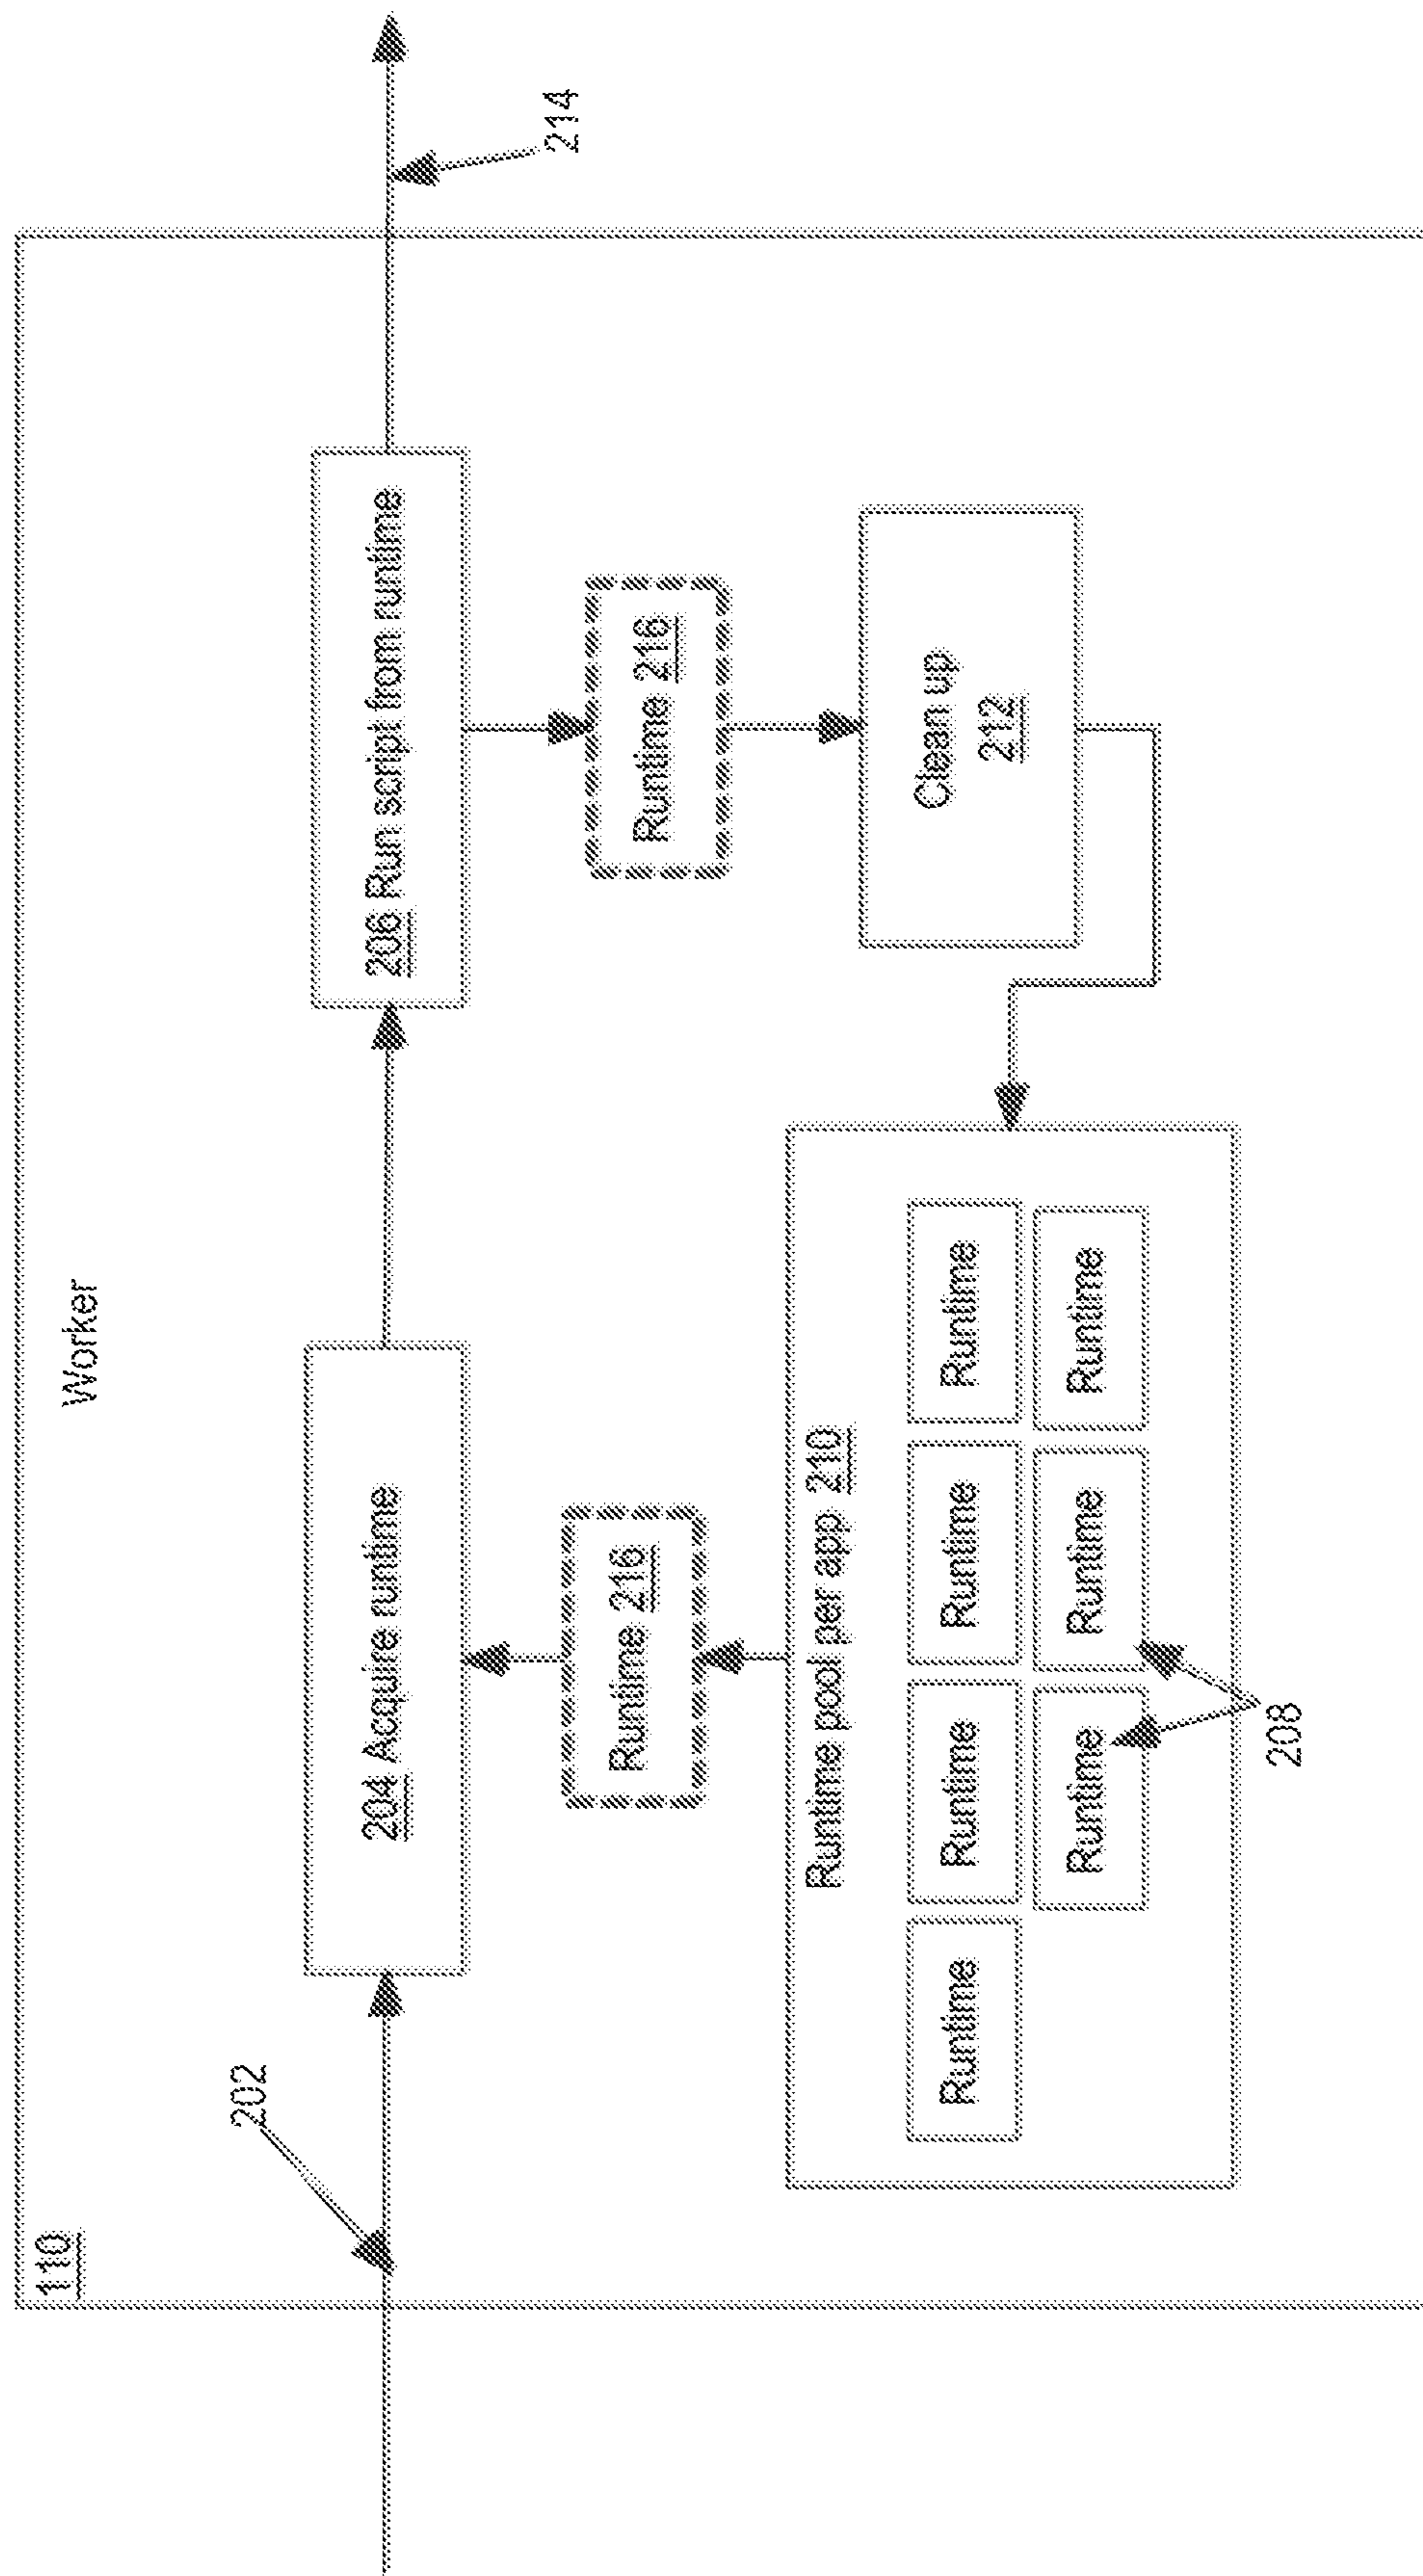 110
Worker
202
204 Acquire runtime
206 Run script from runtime
214
Runtime 216
Runtime 216
Runtime pool per app 210
Runtime
Runtime
Runtime
Runtime
Runtime
Runtime
Runtime
208
Clean up
212